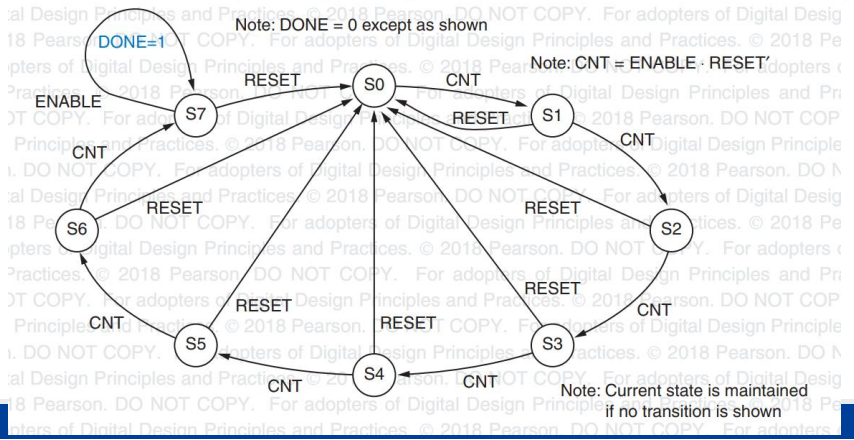 Note: DONE = 0 except as shown
DONE=1
Note: CNT = ENABLE · RESET′
RESET
S0
CNT
ENABLE
S7
RESET
S1
CNT
CNT
RESET
RESET
S6
S2
RESET
RESET
CNT
CNT
RESET
S5
S3
S4
CNT
CNT
Note: Current state is maintained
if no transition is shown